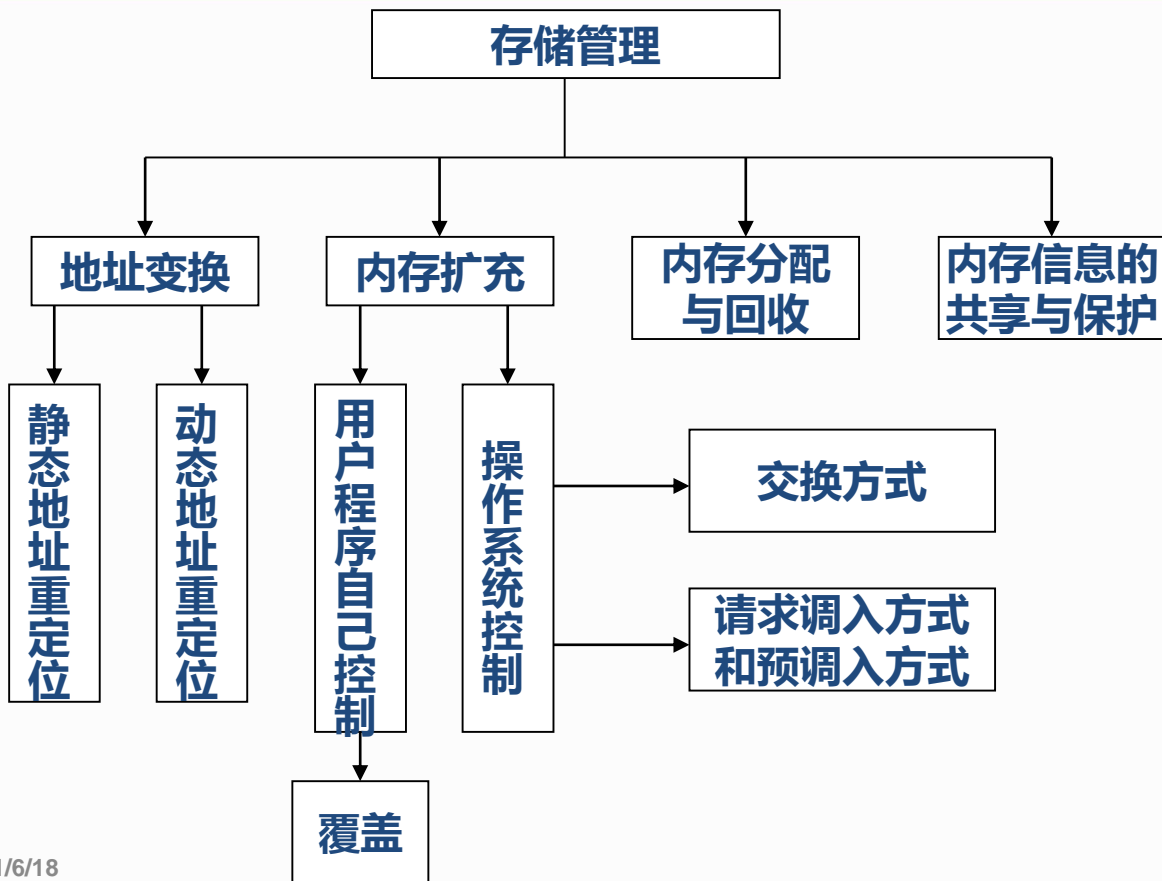 存储管理
地址变换
内存扩充
内存分配
与回收
内存信息的
共享与保护
静态地址重定位
动态地址重定位
用户程序自己控制
操作系统控制
交换方式
请求调入方式
和预调入方式
覆盖
/6/18